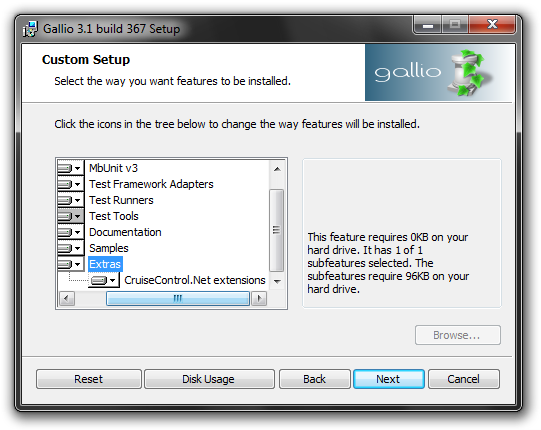 Gallio 3.1 build 367 Setup
Custom Setup
Select the way you want features to be installed.
gallio
Click the icons in the tree below to change the way features will be installed.
MbUnit v3
Test Framework Adapters
Test Runners
Test Tools
Documentation
Samples
Extras
CruiseControl.Net extensions
This feature requires 0KB on your
hard drive. It has 1 of 1
subfeatures selected. The
subfeatures require 96KB on your
hard drive.
Browse...
Reset
Disk Usage
Back
Next
Cancel